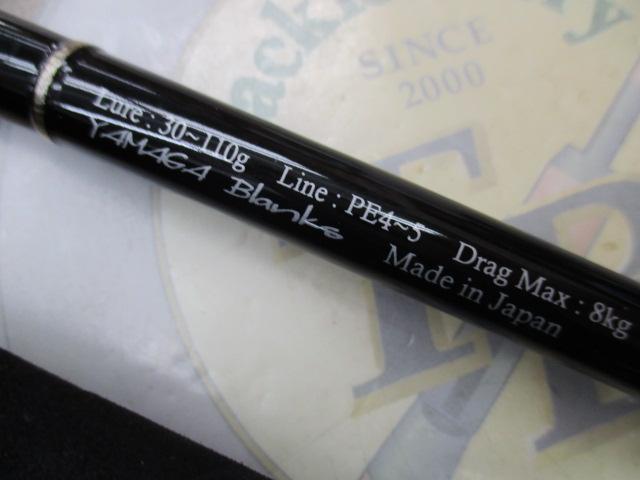 Lure : 30~110g Line : PE4~5 Drag Max : 8kg
YAMAGA Blanks Made in Japan
SINCE
2000